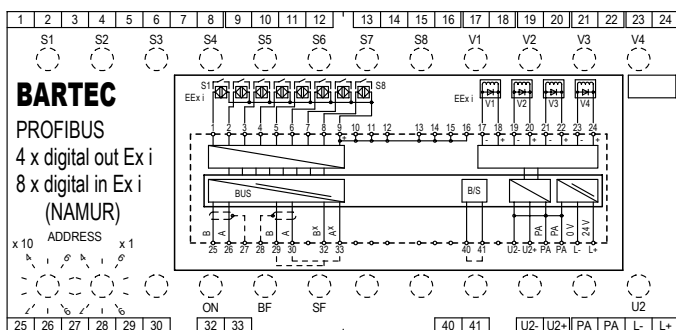 1 2 3 4 5 6 7 8 9 10 11 12 13 14 15 16 17 18 19 20 21 22 23 24
S1 S2 S3 S4 S5 S6 S7 S8 V1 V2 V3 V4
BARTEC
PROFIBUS
4 x digital out Ex i
8 x digital in Ex i
(NAMUR)
ADDRESS
x 10 x 1
S1 S8
EEx i EEx i
V1 V2 V3 V4
1 2 3 4 5 6 7 8 9 10 11 12 13 14 15 16 17 18 19 20 21 22 23 24
+ - + - + - + - +
BUS B/S
B A B A Bx Ax PA PA 0 V 24 V
25 26 27 28 29 30 32 33 40 41 U2- U2+ PA PA L- L+
ON BF SF U2
25 26 27 28 29 30 32 33 40 41 U2- U2+ PA PA L- L+